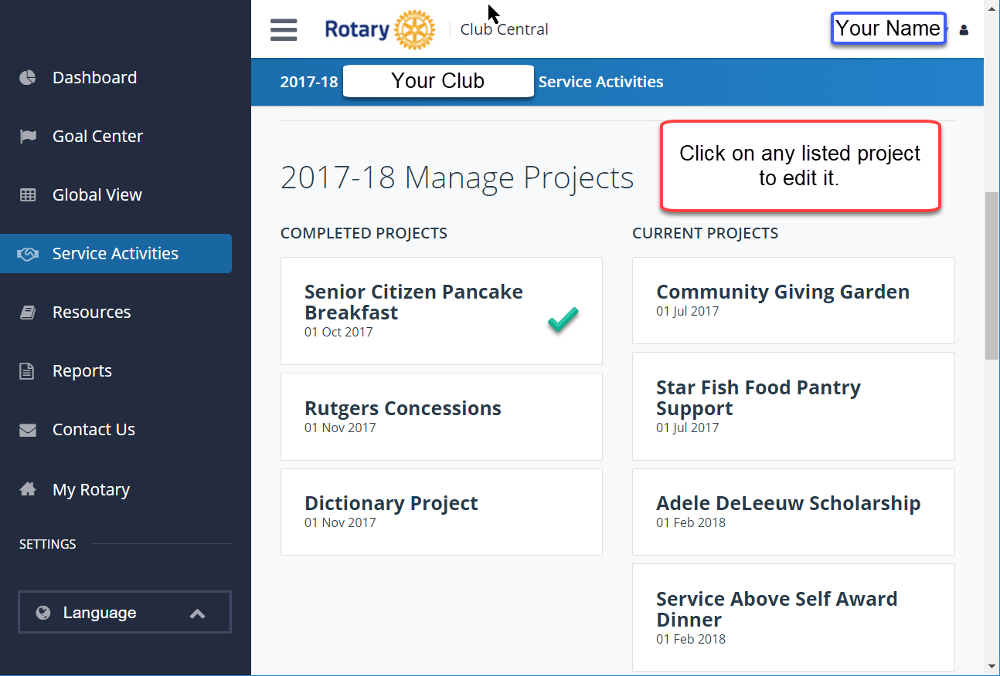 Dashboard
Goal Center
Global View
Service Activities
Resources
Reports
Contact Us
My Rotary
SETTINGS
Language
Rotary
Club Central
Your Name
2017-18 Your Club Service Activities
2017-18 Manage Projects
Click on any listed project
to edit it.
COMPLETED PROJECTS
Senior Citizen Pancake
Breakfast
01 Oct 2017
Rutgers Concessions
01 Nov 2017
Dictionary Project
01 Nov 2017
CURRENT PROJECTS
Community Giving Garden
01 Jul 2017
Star Fish Food Pantry
Support
01 Jul 2017
Adele DeLeeuw Scholarship
01 Feb 2018
Service Above Self Award
Dinner
01 Feb 2018